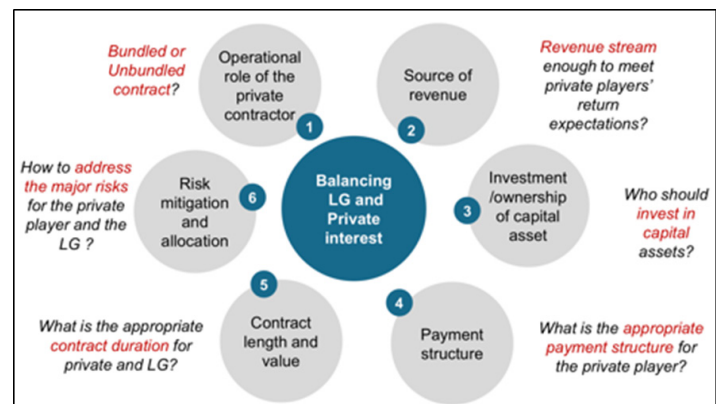 Bundled or
Unbundled
contract?
Operational
role of the
private
contractor
1
Source of
revenue
2
Revenue stream
enough to meet
private players'
return
expectations?
How to address
the major risks
for the private
player and the
LG ?
Risk
mitigation
and
allocation
6
Balancing
LG and
Private
interest
3
Investment
/ownership
of capital
asset
Who should
invest in
capital
assets?
5
Contract
length and
value
What is the appropriate
contract duration for
private and LG?
4
Payment
structure
What is the appropriate
payment structure for
the private player?